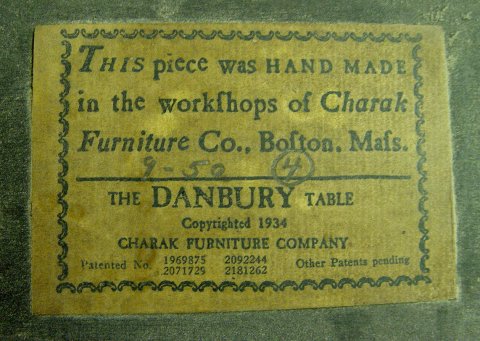 THIS piece was HAND MADE
in the workſhops of Charak
Furniture Co., Boſton, Maſs.
9-50 4
THE DANBURY TABLE
Copyrighted 1934
CHARAK FURNITURE COMPANY
Patented No. 1969875 2092244 Other Patents pending
2071729 2181262